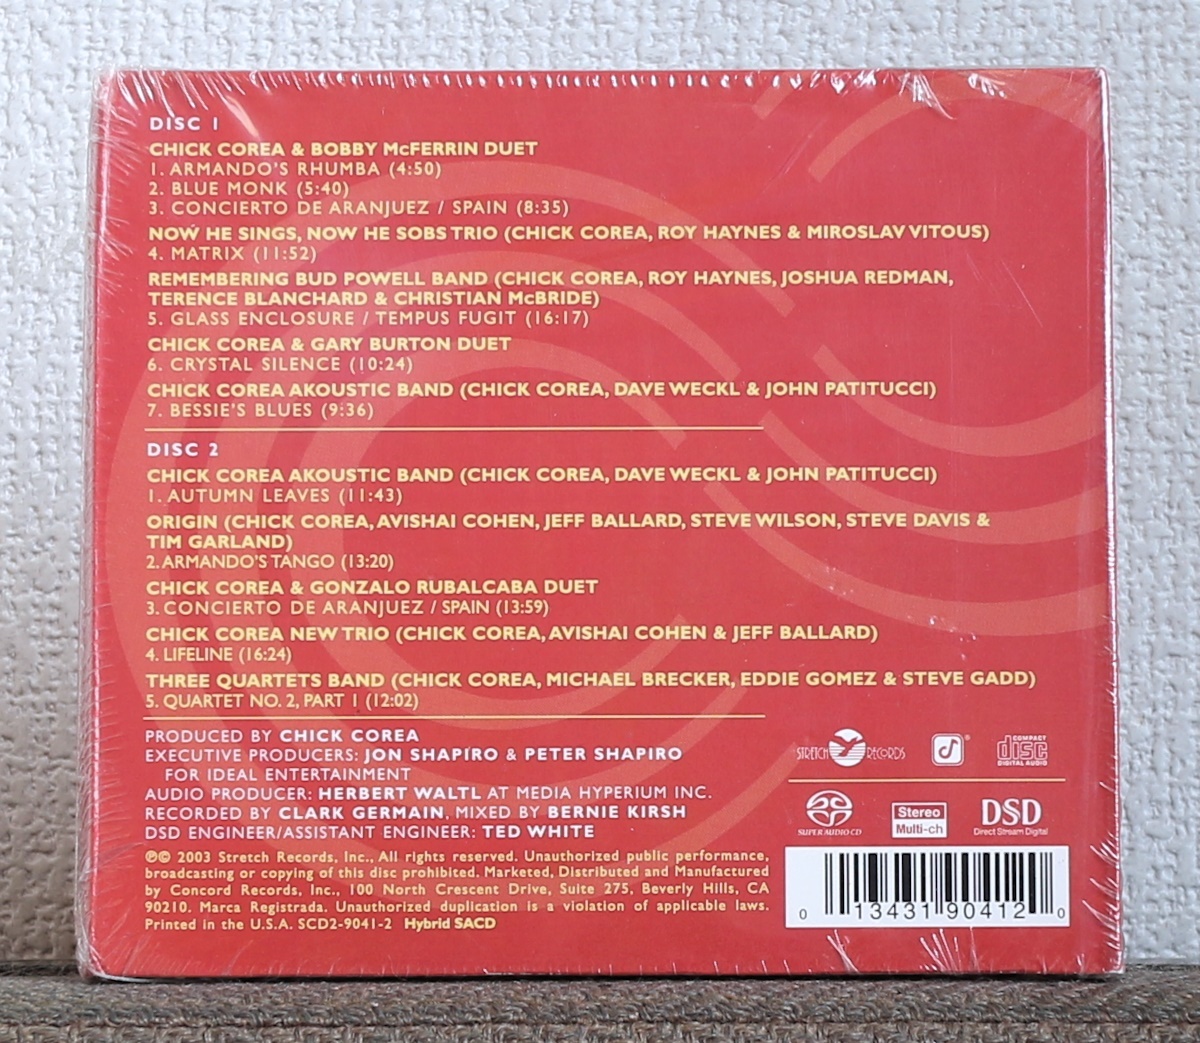 DISC 1
CHICK COREA & BOBBY McFERRIN DUET
1. ARMANDO'S RHUMBA (4:50)
2. BLUE MONK (5:40)
3. CONCIERTO DE ARANJUEZ / SPAIN (8:35)
NOW HE SINGS, NOW HE SOBS TRIO (CHICK COREA, ROY HAYNES & MIROSLAV VITOUS)
4. MATRIX (11:52)
REMEMBERING BUD POWELL BAND (CHICK COREA, ROY HAYNES, JOSHUA REDMAN,
TERENCE BLANCHARD & CHRISTIAN McBRIDE)
5. GLASS ENCLOSURE / TEMPUS FUGIT (16:17)
CHICK COREA & GARY BURTON DUET
6. CRYSTAL SILENCE (10:24)
CHICK COREA AKOUSTIC BAND (CHICK COREA, DAVE WECKL & JOHN PATITUCCI)
7. BESSIE'S BLUES (9:36)
DISC 2
CHICK COREA AKOUSTIC BAND (CHICK COREA, DAVE WECKL & JOHN PATITUCCI)
1. AUTUMN LEAVES (11:43)
ORIGIN (CHICK COREA, AVISHAI COHEN, JEFF BALLARD, STEVE WILSON, STEVE DAVIS &
TIM GARLAND)
2. ARMANDO'S TANGO (13:20)
CHICK COREA & GONZALO RUBALCABA DUET
3. CONCIERTO DE ARANJUEZ / SPAIN (13:59)
CHICK COREA NEW TRIO (CHICK COREA, AVISHAI COHEN & JEFF BALLARD)
4. LIFELINE (16:24)
THREE QUARTETS BAND (CHICK COREA, MICHAEL BRECKER, EDDIE GOMEZ & STEVE GADD)
5. QUARTET NO. 2, PART 1 (12:02)
PRODUCED BY CHICK COREA
EXECUTIVE PRODUCERS: JON SHAPIRO & PETER SHAPIRO
FOR IDEAL ENTERTAINMENT
AUDIO PRODUCER: HERBERT WALTL AT MEDIA HYPERIUM INC.
RECORDED BY CLARK GERMAIN, MIXED BY BERNIE KIRSH
DSD ENGINEER/ASSISTANT ENGINEER: TED WHITE
℗© 2003 Stretch Records, Inc., All rights reserved. Unauthorized public performance,
broadcasting or copying of this disc prohibited. Marketed, Distributed and Manufactured
by Concord Records, Inc., 100 North Crescent Drive, Suite 275, Beverly Hills, CA
90210. Marca Registrada. Unauthorized duplication is a violation of applicable laws.
Printed in the U.S.A. SCD2-9041-2 Hybrid SACD
STRETCH RECORDS
®
COMPACT
disc
DIGITAL AUDIO
SUPER AUDIO CD
Stereo
Multi-ch
DSD
Direct Stream Digital
0 13431 90412 0